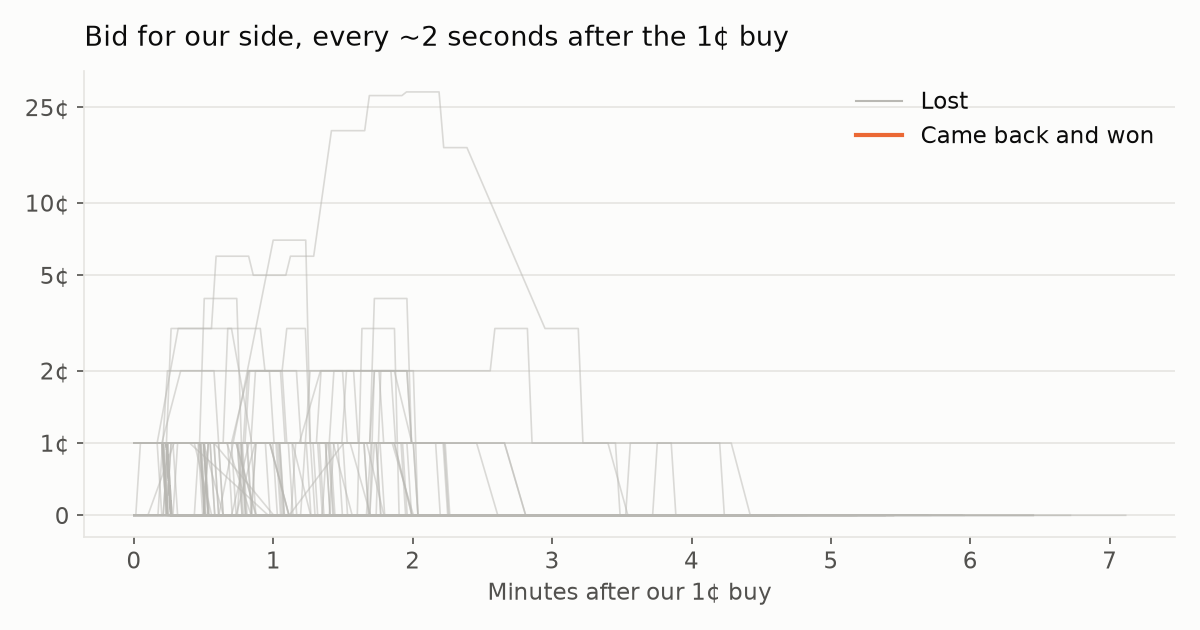 Bid for our side, every ~2 seconds after the 1¢ buy
25¢
10¢
5¢
2¢
1¢
0
Lost
Came back and won
0 1 2 3 4 5 6 7
Minutes after our 1¢ buy